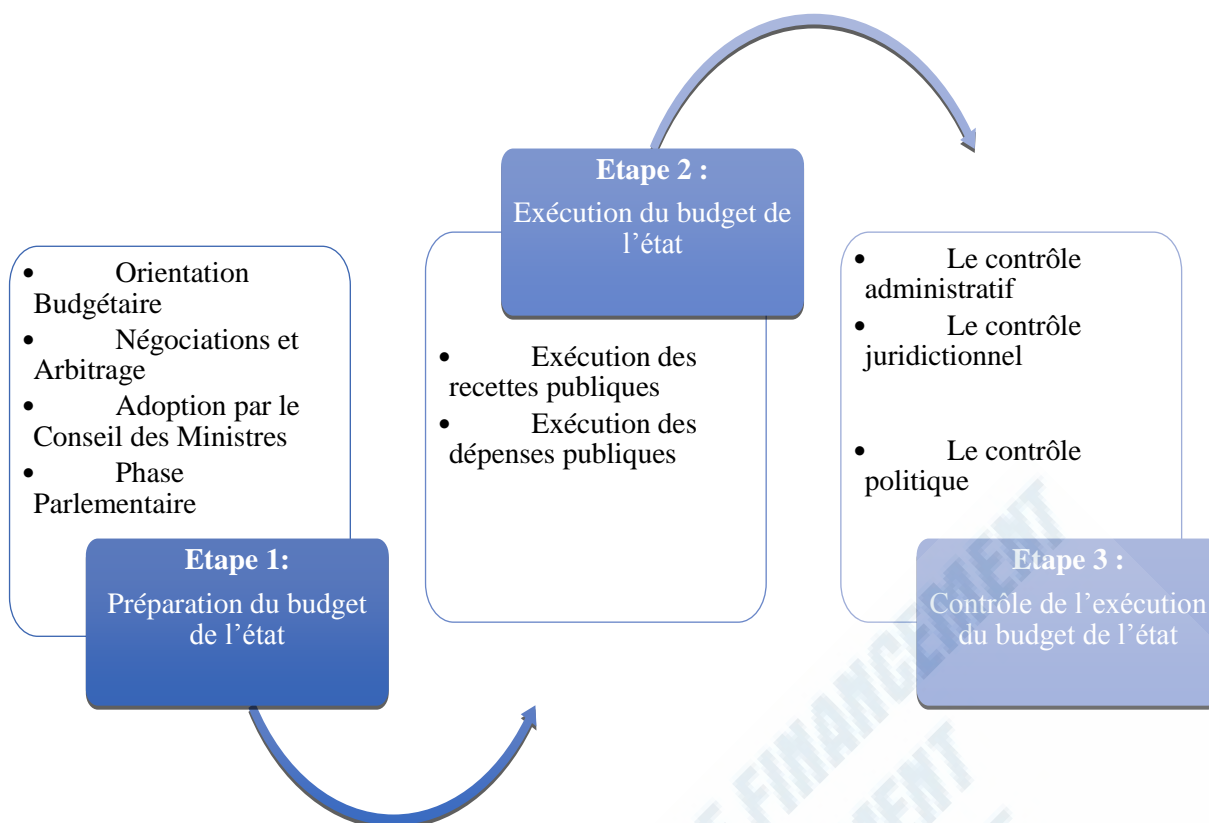 • Orientation
Budgétaire
• Négociations et
Arbitrage
• Adoption par le
Conseil des Ministres
• Phase
Parlementaire
Etape 1:
Préparation du budget
de l’état
Etape 2 :
Exécution du budget de
l’état
• Exécution des
recettes publiques
• Exécution des
dépenses publiques
• Le contrôle
administratif
• Le contrôle
juridictionnel
• Le contrôle
politique
Etape 3 :
Contrôle de l’exécution
du budget de l’état
FINANCEMENT